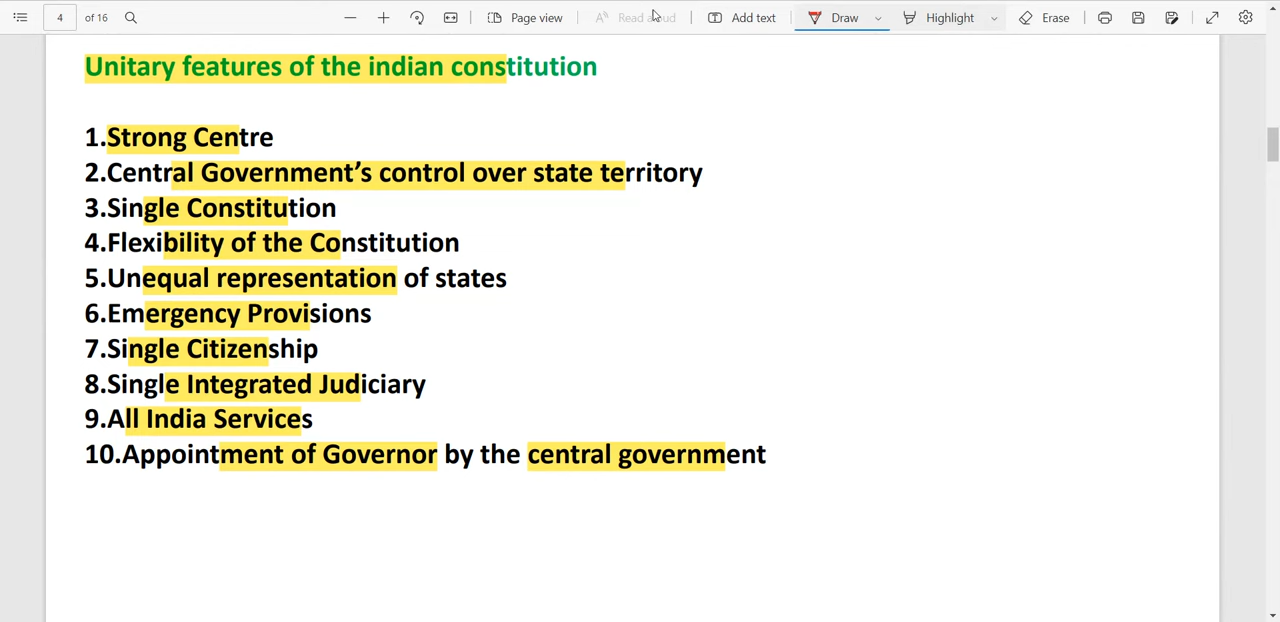 4 of 16 Page view Read aloud Add text Draw Highlight Erase
Unitary features of the indian constitution
1.Strong Centre
2.Central Government’s control over state territory
3.Single Constitution
4.Flexibility of the Constitution
5.Unequal representation of states
6.Emergency Provisions
7.Single Citizenship
8.Single Integrated Judiciary
9.All India Services
10.Appointment of Governor by the central government